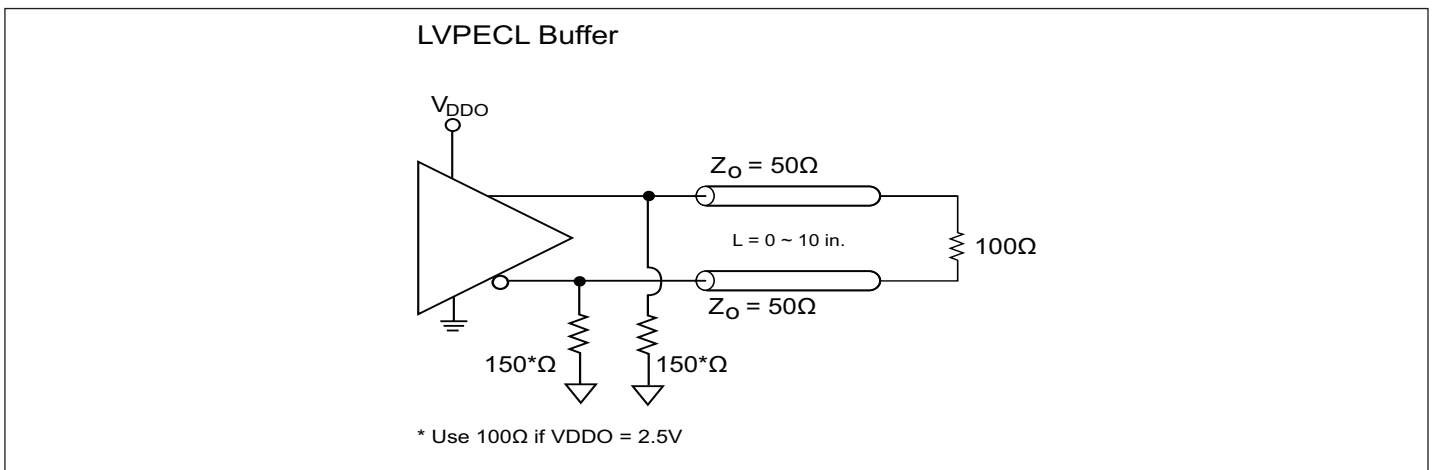 LVPECL Buffer
VDDO
ZO = 50Ω
L = 0 ~ 10 in.
100Ω
ZO = 50Ω
150*Ω
150*Ω
* Use 100Ω if VDDO = 2.5V